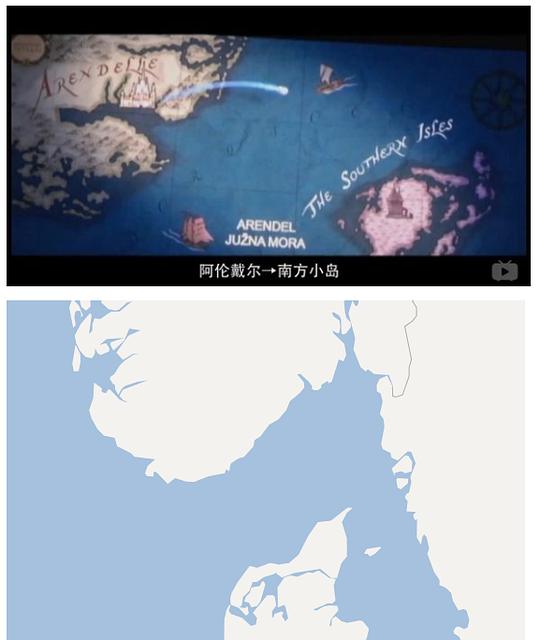 ARENDELLE
THE SOUTHERN ISLES
ARENDEL
JUŽNA MORA
阿伦戴尔→南方小岛